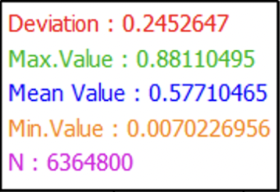 Deviation : 0.2452647
Max.Value : 0.88110495
Mean Value : 0.57710465
Min.Value : 0.0070226956
N : 6364800